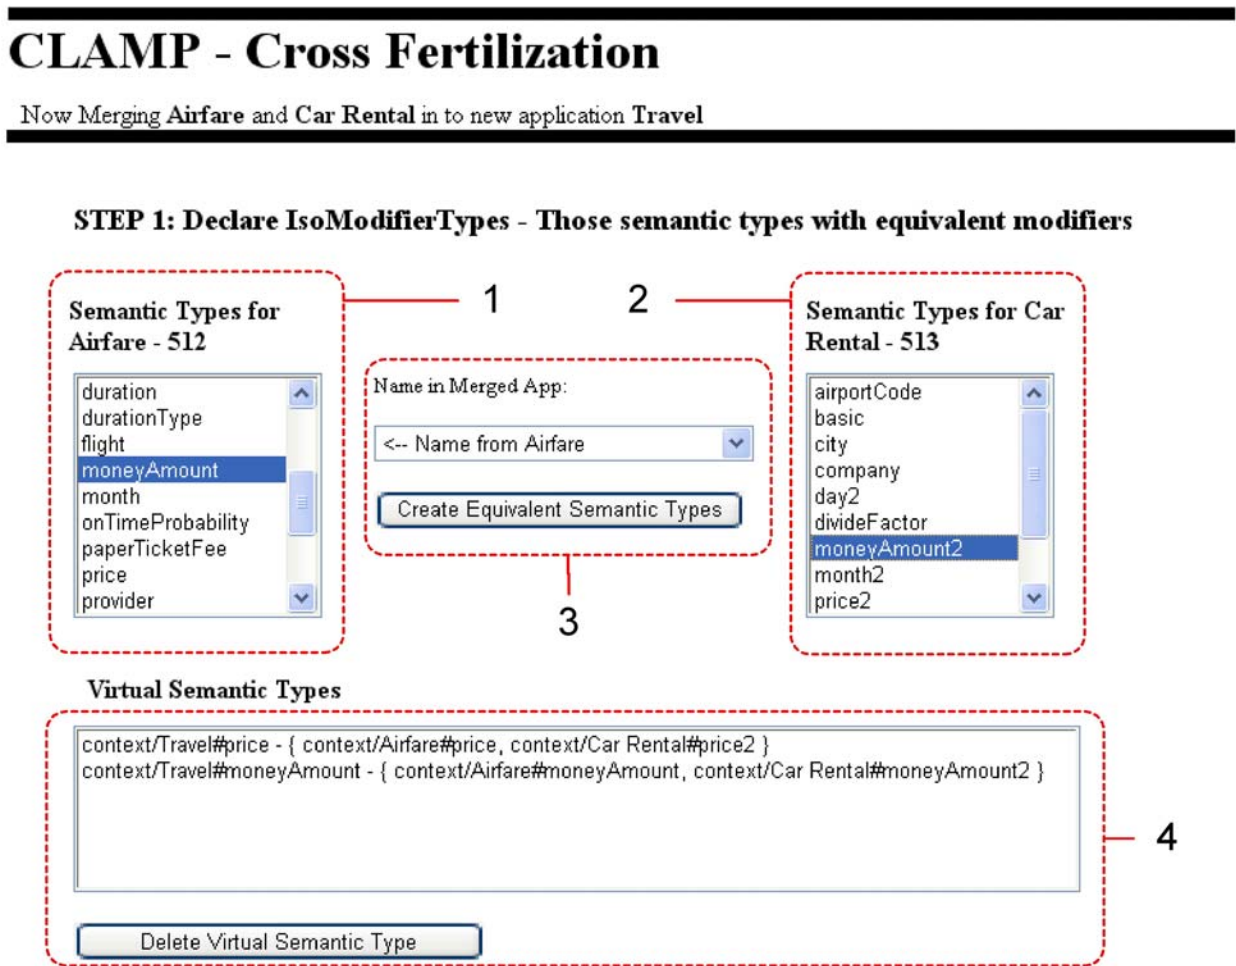 CLAMP - Cross Fertilization
Now Merging Airfare and Car Rental in to new application Travel
STEP 1: Declare IsoModifierTypes - Those semantic types with equivalent modifiers
1
2
Semantic Types for
Airfare - 512
duration
durationType
flight
moneyAmount
month
onTimeProbability
paperTicketFee
price
provider
Name in Merged App:
<-- Name from Airfare
Create Equivalent Semantic Types
3
Semantic Types for Car
Rental - 513
airportCode
basic
city
company
day2
divideFactor
moneyAmount2
month2
price2
Virtual Semantic Types
context/Travel#price - { context/Airfare#price, context/Car Rental#price2 }
context/Travel#moneyAmount - { context/Airfare#moneyAmount, context/Car Rental#moneyAmount2 }
4
Delete Virtual Semantic Type